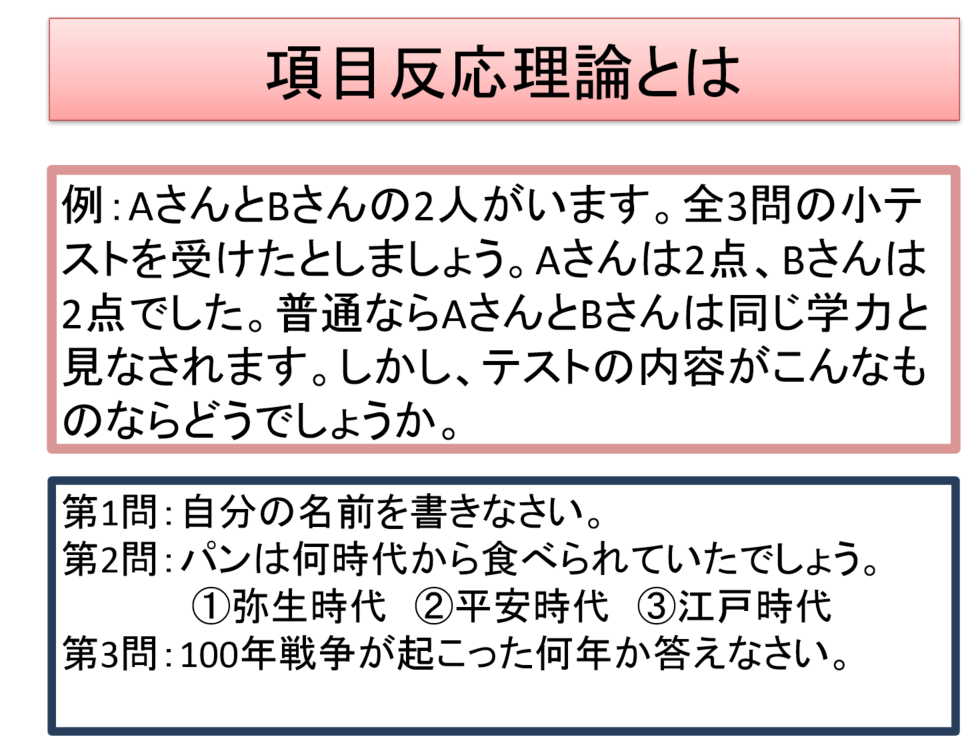 項目反応理論とは
例:AさんとBさんの2人がいます。全3問の小テ
ストを受けたとしましょう。Aさんは2点、Bさんは
2点でした。普通ならAさんとBさんは同じ学力と
見なされます。しかし、テストの内容がこんなも
のならどうでしょうか。
第1問:自分の名前を書きなさい。
第2問:パンは何時代から食べられていたでしょう。
①弥生時代 ②平安時代 ③江戸時代
第3問:100年戦争が起こった何年か答えなさい。